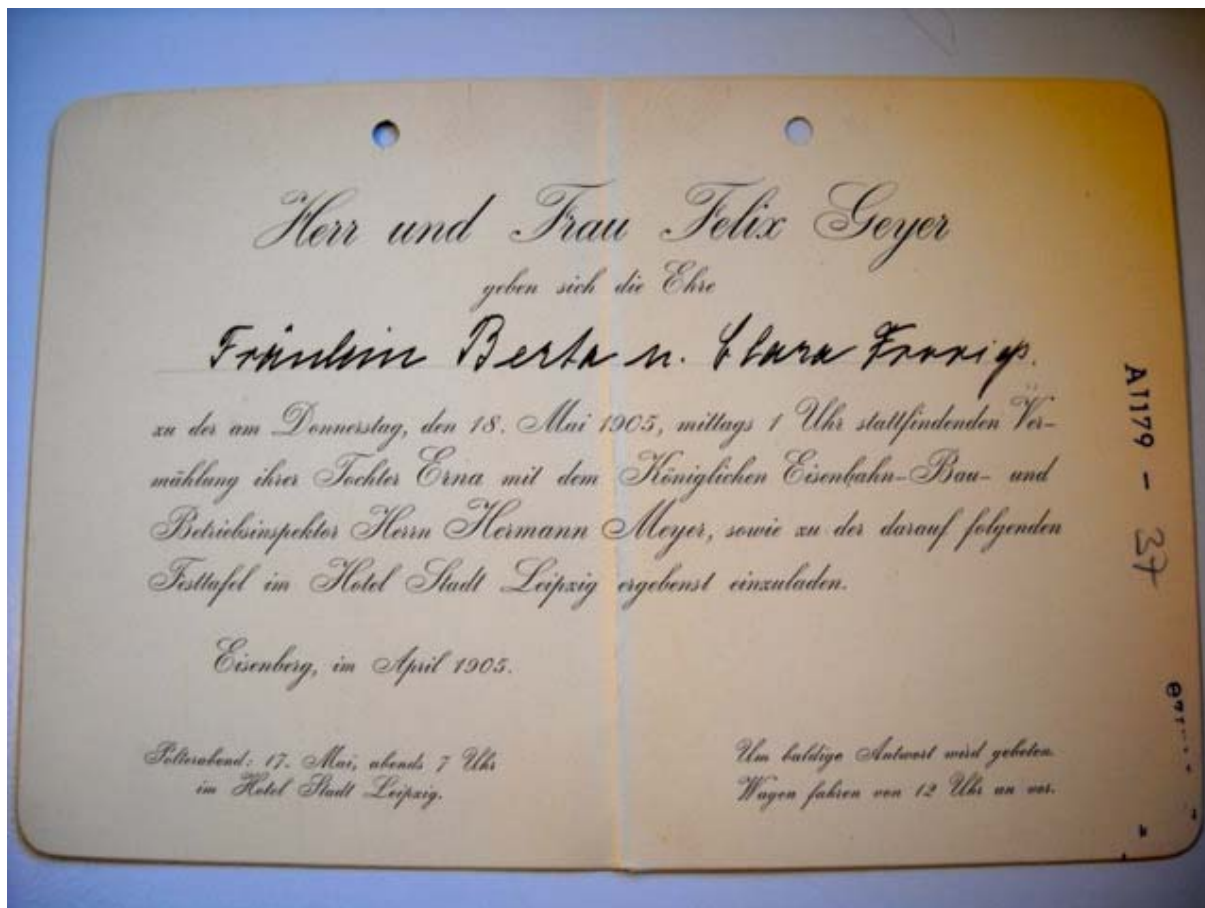 Herr und Frau Felix Geyer
geben sich die Ehre
Fräulein Berta u. Clara
zu der am Donnerstag, den 18. Mai 1905, mittags 1 Uhr stattfindenden Ver-
mählung ihrer Tochter Erna mit dem Königlichen Eisenbahn-Bau- und
Betriebsinspektor Herrn Hermann Meyer, sowie zu der darauf folgenden
Festtafel im Hotel Stadt Leipzig ergebenst einzuladen.
Eisenberg, im April 1905.
Polterabend: 17. Mai, abends 7 Uhr
im Hotel Stadt Leipzig.
Um baldige Antwort wird gebeten.
Wagen fahren von 12 Uhr an vor.
A1179 - 37